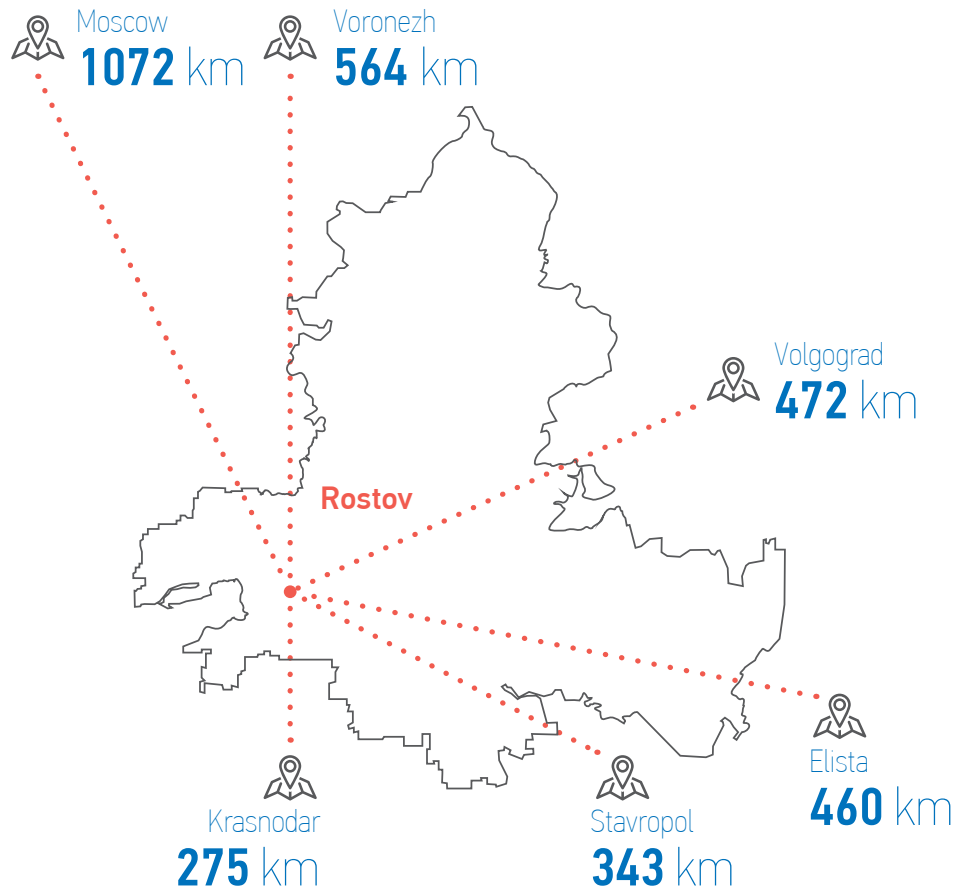 Moscow
1072 km
Voronezh
564 km
Volgograd
472 km
Rostov
Elista
460 km
Krasnodar
275 km
Stavropol
343 km